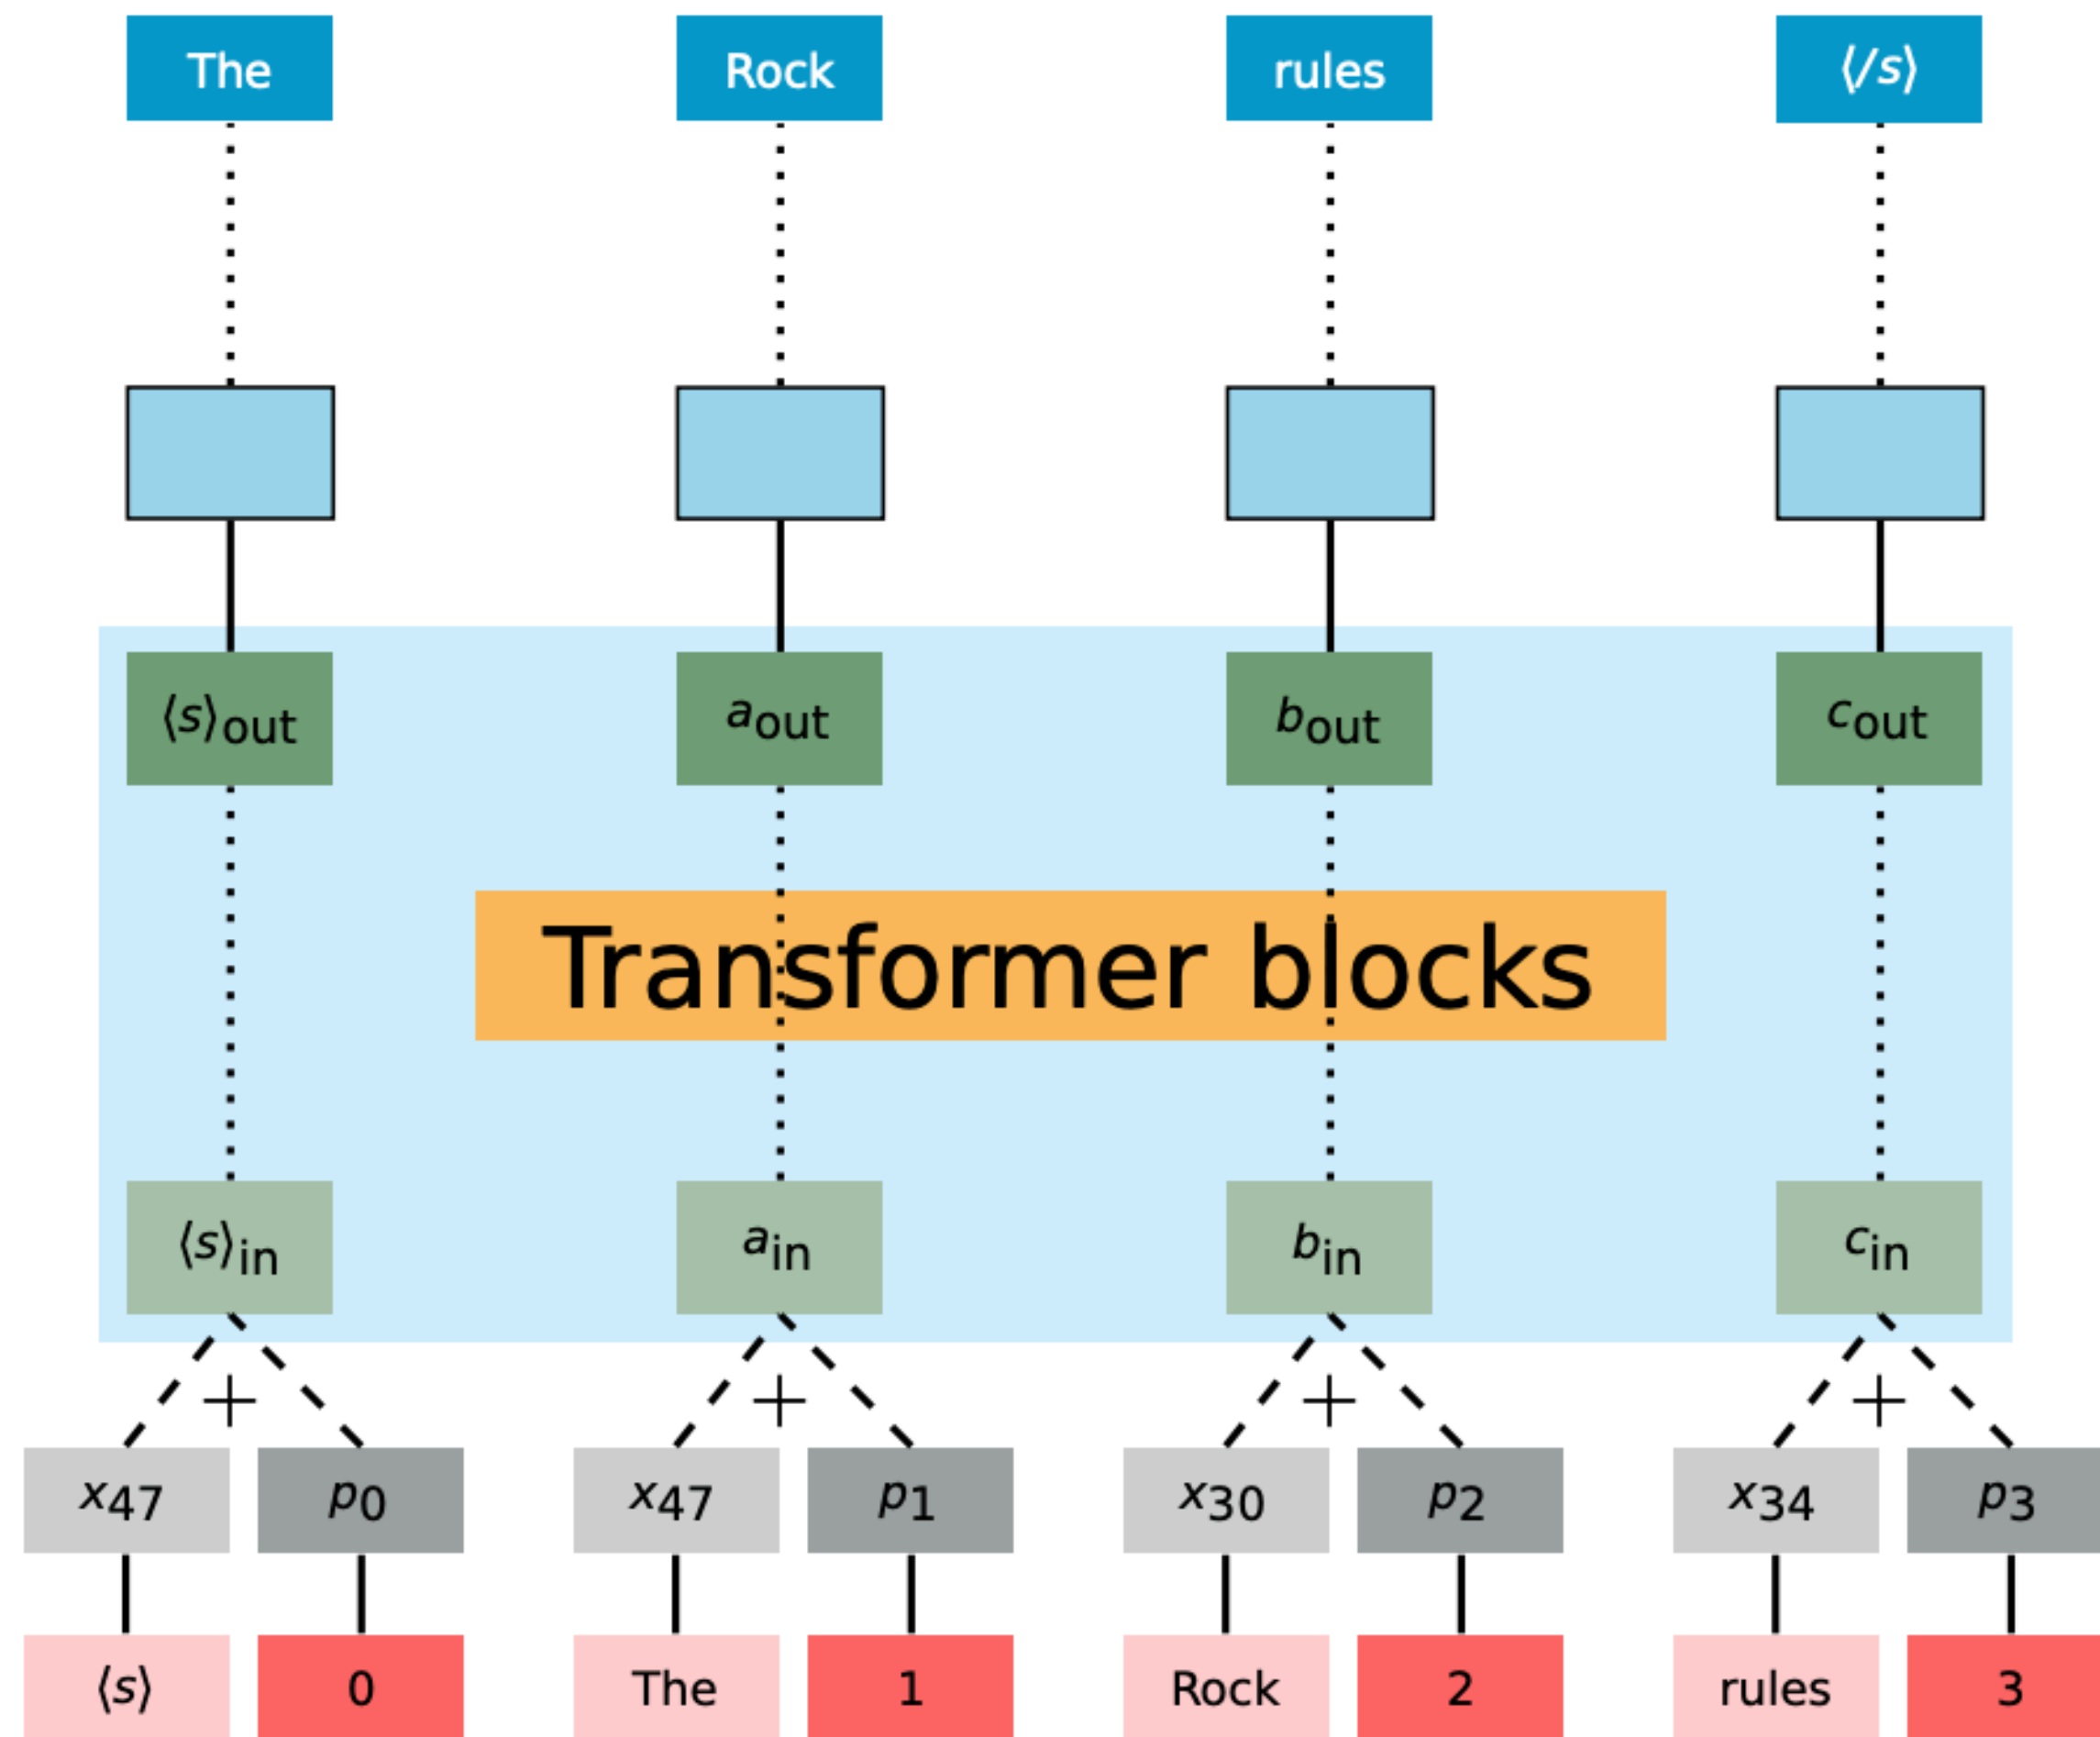 The Rock rules ⟨/s⟩
⟨s⟩out aout bout cout
Transformer blocks
⟨s⟩in ain bin cin
+ + + +
x47 p0 x47 p1 x30 p2 x34 p3
⟨s⟩ 0 The 1 Rock 2 rules 3